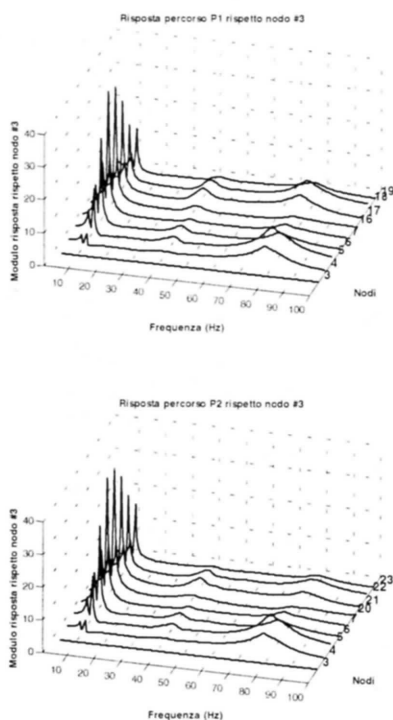 Risposta percorso P1 rispetto nodo #3
Modulo risposta rispetto nodo #3
40
30
20
10
0
10 20 30 40 50 60 70 80 90 100
Frequenza (Hz)
3 4 5 6 16 17 18 19
Nodi
Risposta percorso P2 rispetto nodo #3
Modulo risposta rispetto nodo #3
40
30
20
10
0
10 20 30 40 50 60 70 80 90 100
Frequenza (Hz)
3 4 5 6 20 21 22 23
Nodi